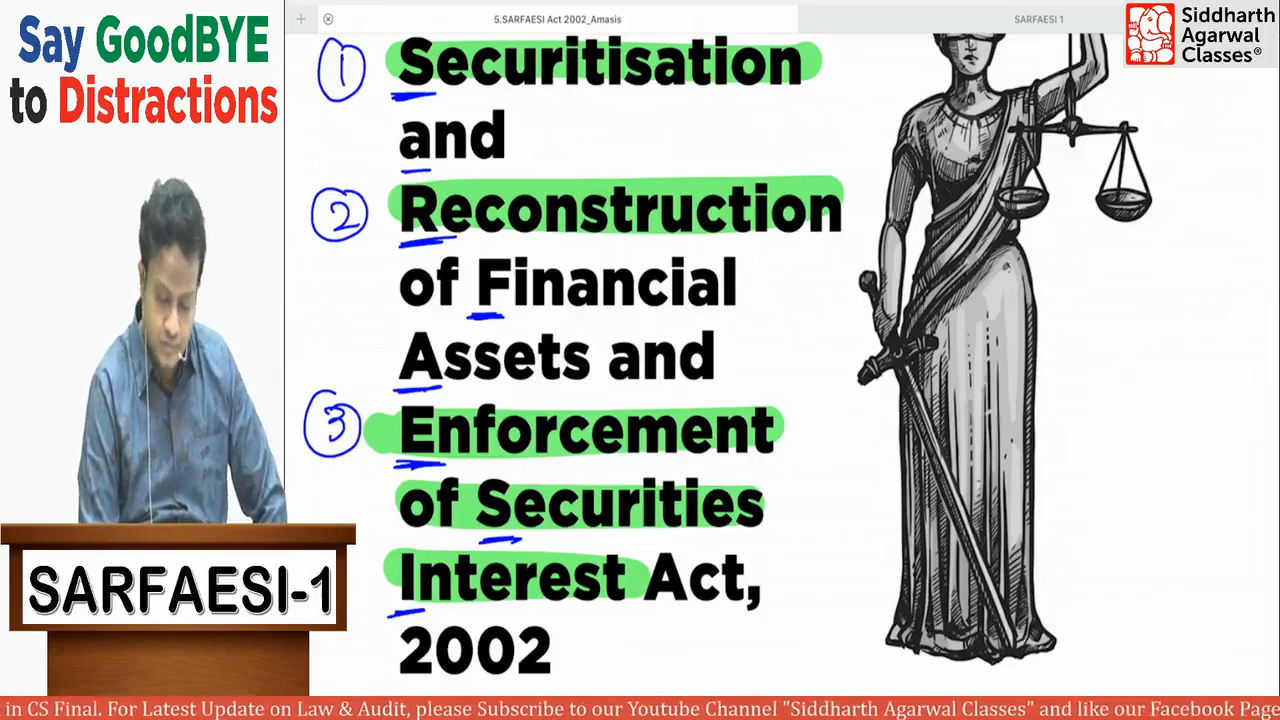 Say GoodBYE
to Distractions
5.SARFAESI Act 2002_Amasis
SARFAESI 1
Siddharth
Agarwal
Classes®
1 Securitisation
and
2 Reconstruction
of Financial
Assets and
3 Enforcement
of Securities
Interest Act,
2002
SARFAESI-1
in CS Final. For Latest Update on Law & Audit, please Subscribe to our Youtube Channel "Siddharth Agarwal Classes" and like our Facebook Page